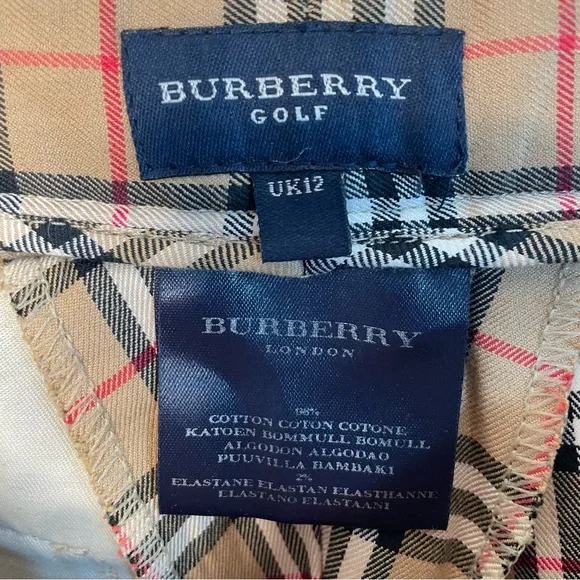 BURBERRY
GOLF
UK12
BURBERRY
LONDON
98%
COTTON COTON COTONE
KATOEN BOMMULL BOMULL
ALGODON ALGODAO
PUUVILLA BAMBAKI
2%
ELASTANE ELASTAN ELASTHANNE
ELASTANO ELASTAANI